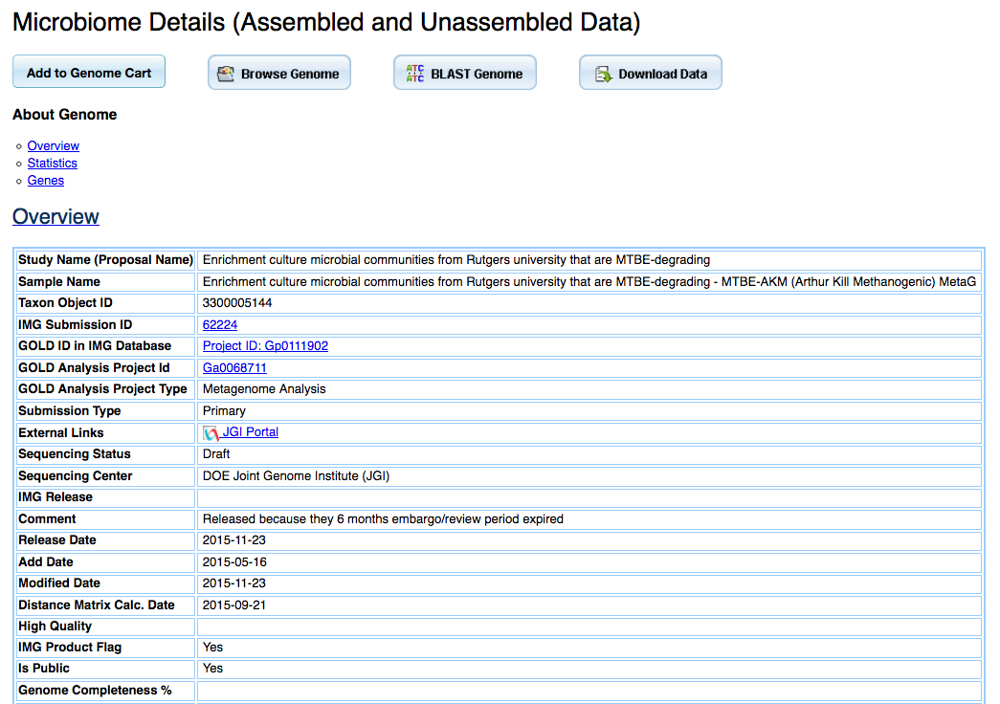 Microbiome Details (Assembled and Unassembled Data)
Add to Genome Cart
Browse Genome
ATC
ATC
BLAST Genome
Download Data
About Genome
Overview
Statistics
Genes
Overview
Study Name (Proposal Name) Enrichment culture microbial communities from Rutgers university that are MTBE-degrading
Sample Name Enrichment culture microbial communities from Rutgers university that are MTBE-degrading - MTBE-AKM (Arthur Kill Methanogenic) MetaG
Taxon Object ID 3300005144
IMG Submission ID 62224
GOLD ID in IMG Database Project ID: Gp0111902
GOLD Analysis Project Id Ga0068711
GOLD Analysis Project Type Metagenome Analysis
Submission Type Primary
External Links JGI Portal
Sequencing Status Draft
Sequencing Center DOE Joint Genome Institute (JGI)
IMG Release
Comment Released because they 6 months embargo/review period expired
Release Date 2015-11-23
Add Date 2015-05-16
Modified Date 2015-11-23
Distance Matrix Calc. Date 2015-09-21
High Quality
IMG Product Flag Yes
Is Public Yes
Genome Completeness %